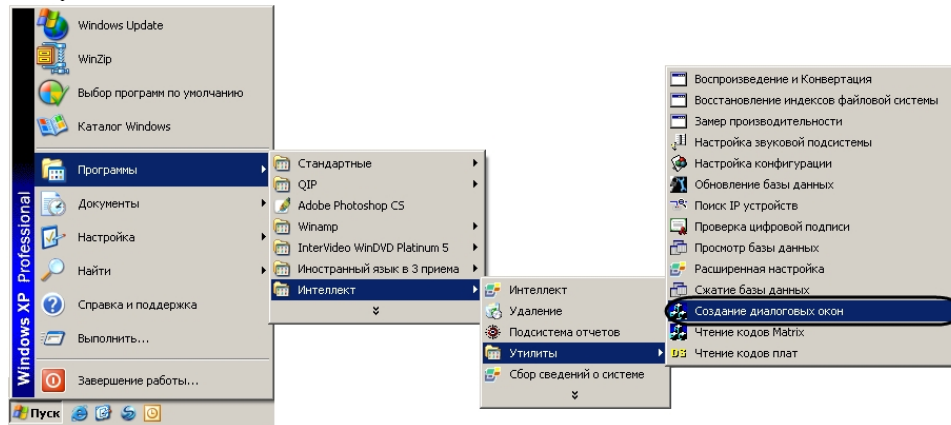 Windows Update
WinZip
Выбор программ по умолчанию
Каталог Windows
Программы
Документы
Настройка
Найти
Справка и поддержка
Выполнить...
Завершение работы...
Windows XP Professional
Пуск
Стандартные
QIP
Adobe Photoshop CS
Winamp
InterVideo WinDVD Platinum 5
Иностранный язык в 3 приема
Интеллект
Интеллект
Удаление
Подсистема отчетов
Утилиты
Сбор сведений о системе
Воспроизведение и Конвертация
Восстановление индексов файловой системы
Замер производительности
Настройка звуковой подсистемы
Настройка конфигурации
Обновление базы данных
Поиск IP устройств
Проверка цифровой подписи
Просмотр базы данных
Расширенная настройка
Сжатие базы данных
Создание диалоговых окон
Чтение кодов Matrix
DS Чтение кодов плат